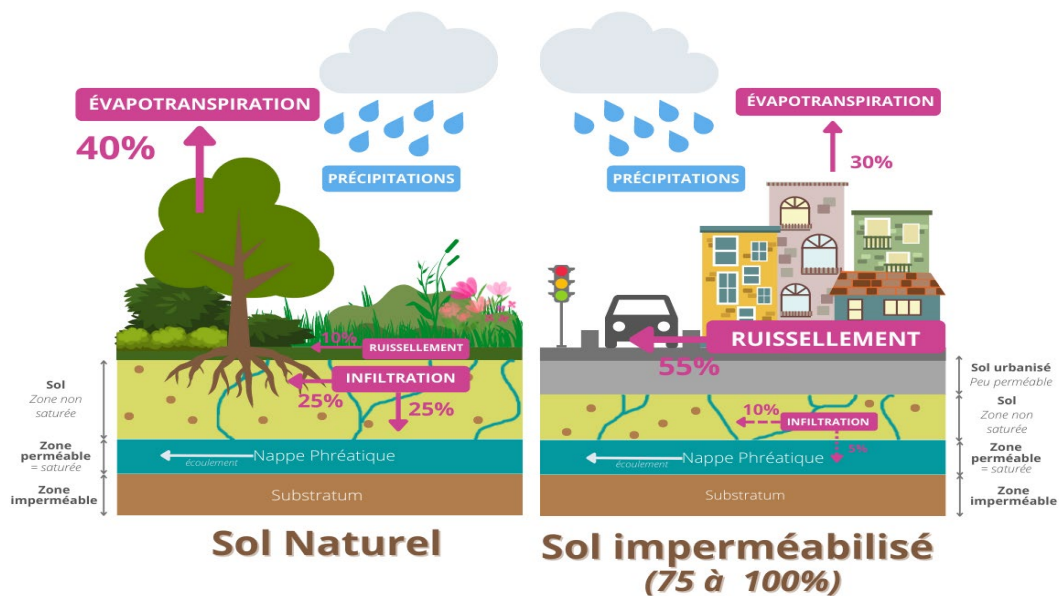 ÉVAPOTRANSPIRATION
40%
PRÉCIPITATIONS
10%
RUISSELLEMENT
INFILTRATION
25%
25%
Sol
Zone non
saturée
Zone
perméable
= saturée
Zone
imperméable
écoulement
Nappe Phréatique
Substratum
Sol Naturel
ÉVAPOTRANSPIRATION
30%
PRÉCIPITATIONS
RUISSELLEMENT
55%
10%
INFILTRATION
5%
Sol urbanisé
Peu perméable
Sol
Zone non
saturée
Zone
perméable
= saturée
Zone
imperméable
écoulement
Nappe Phréatique
Substratum
Sol imperméabilisé
(75 à 100%)